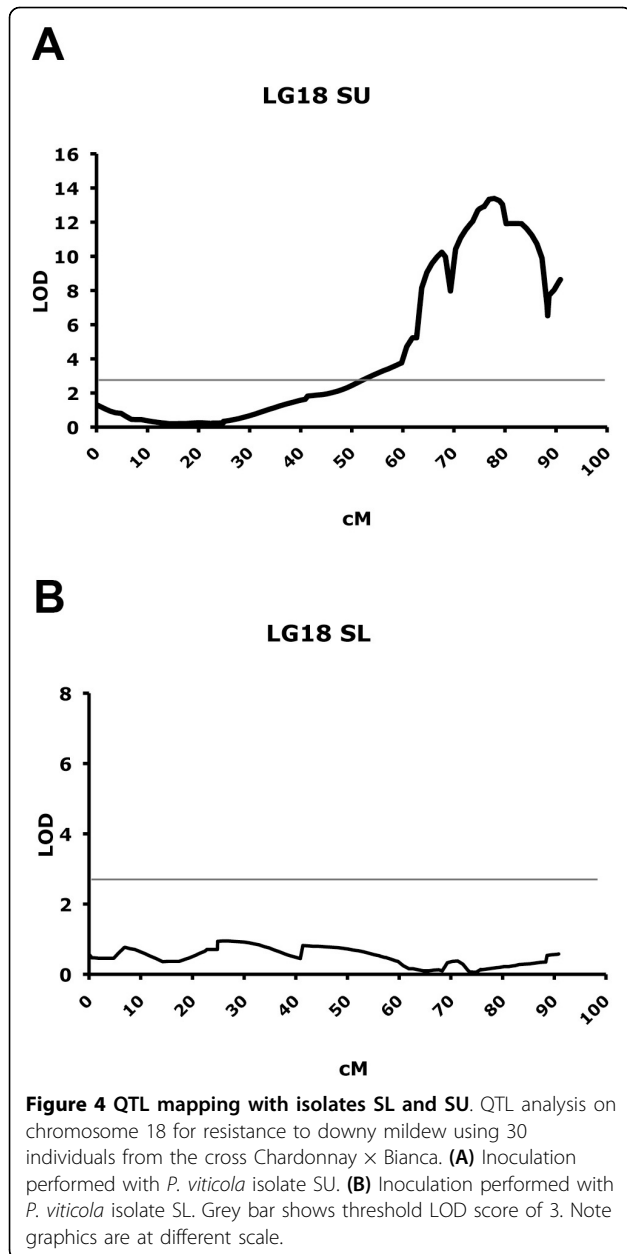 A
LG18 SU
16
14
12
10
8
6
4
2
0
LOD
0
10
20
30
40
50
60
70
80
90
100
cM
B
LG18 SL
8
6
4
2
0
LOD
0
10
20
30
40
50
60
70
80
90
100
cM
Figure 4 QTL mapping with isolates SL and SU. QTL analysis on
chromosome 18 for resistance to downy mildew using 30
individuals from the cross Chardonnay × Bianca. (A) Inoculation
performed with P. viticola isolate SU. (B) Inoculation performed with
P. viticola isolate SL. Grey bar shows threshold LOD score of 3. Note
graphics are at different scale.